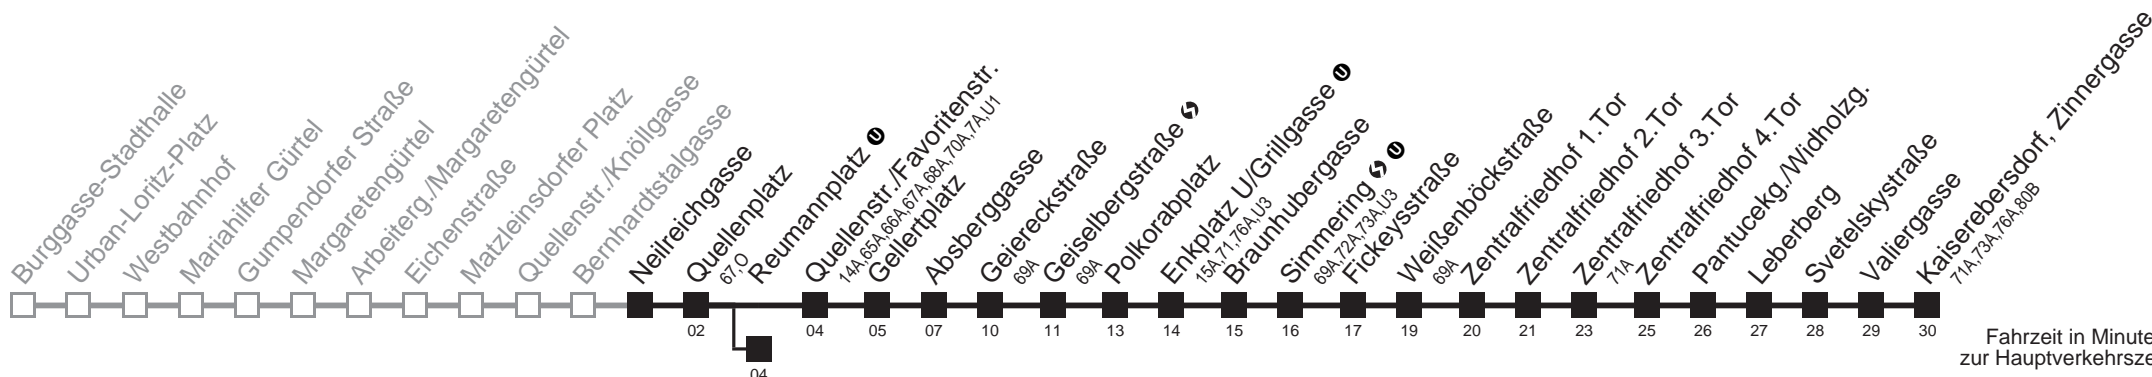 Burggasse-Stadthalle
Urban-Loritz-Platz
Westbahnhof
Mariahilfer Gürtel
Gumpendorfer Straße
Margaretengürtel
Arbeiterg./Margaretengürtel
Eichenstraße
Matzleinsdorfer Platz
Quellenstr./Knöllgasse
Bernhardtstalgasse
Neilreichgasse
Quellenplatz
67,O
Reumannplatz U
Quellenstr./Favoritenstr.
14A,65A,66A,67A,68A,70A,7A,U1
Gellertplatz
Absberggasse
Geiereckstraße
69A
Geiselbergstraße
69A
Polkorabplatz
Enkplatz U/Grillgasse U
15A,71,76A,U3
Braunhubergasse
Simmering U
69A,72A,73A,U3
Fickeysstraße
Weißenböckstraße
69A
Zentralfriedhof 1.Tor
Zentralfriedhof 2.Tor
Zentralfriedhof 3.Tor
71A
Zentralfriedhof 4.Tor
Pantucekg./Widholzg.
Leberberg
Svetelskystraße
Valiergasse
Kaiserebersdorf, Zinnergasse
71A,73A,76A,80B
02 04 05 07 10 11 13 14 15 16 17 19 20 21 23 25 26 27 28 29 30
04
Fahrzeit in Minute
zur Hauptverkehrsze